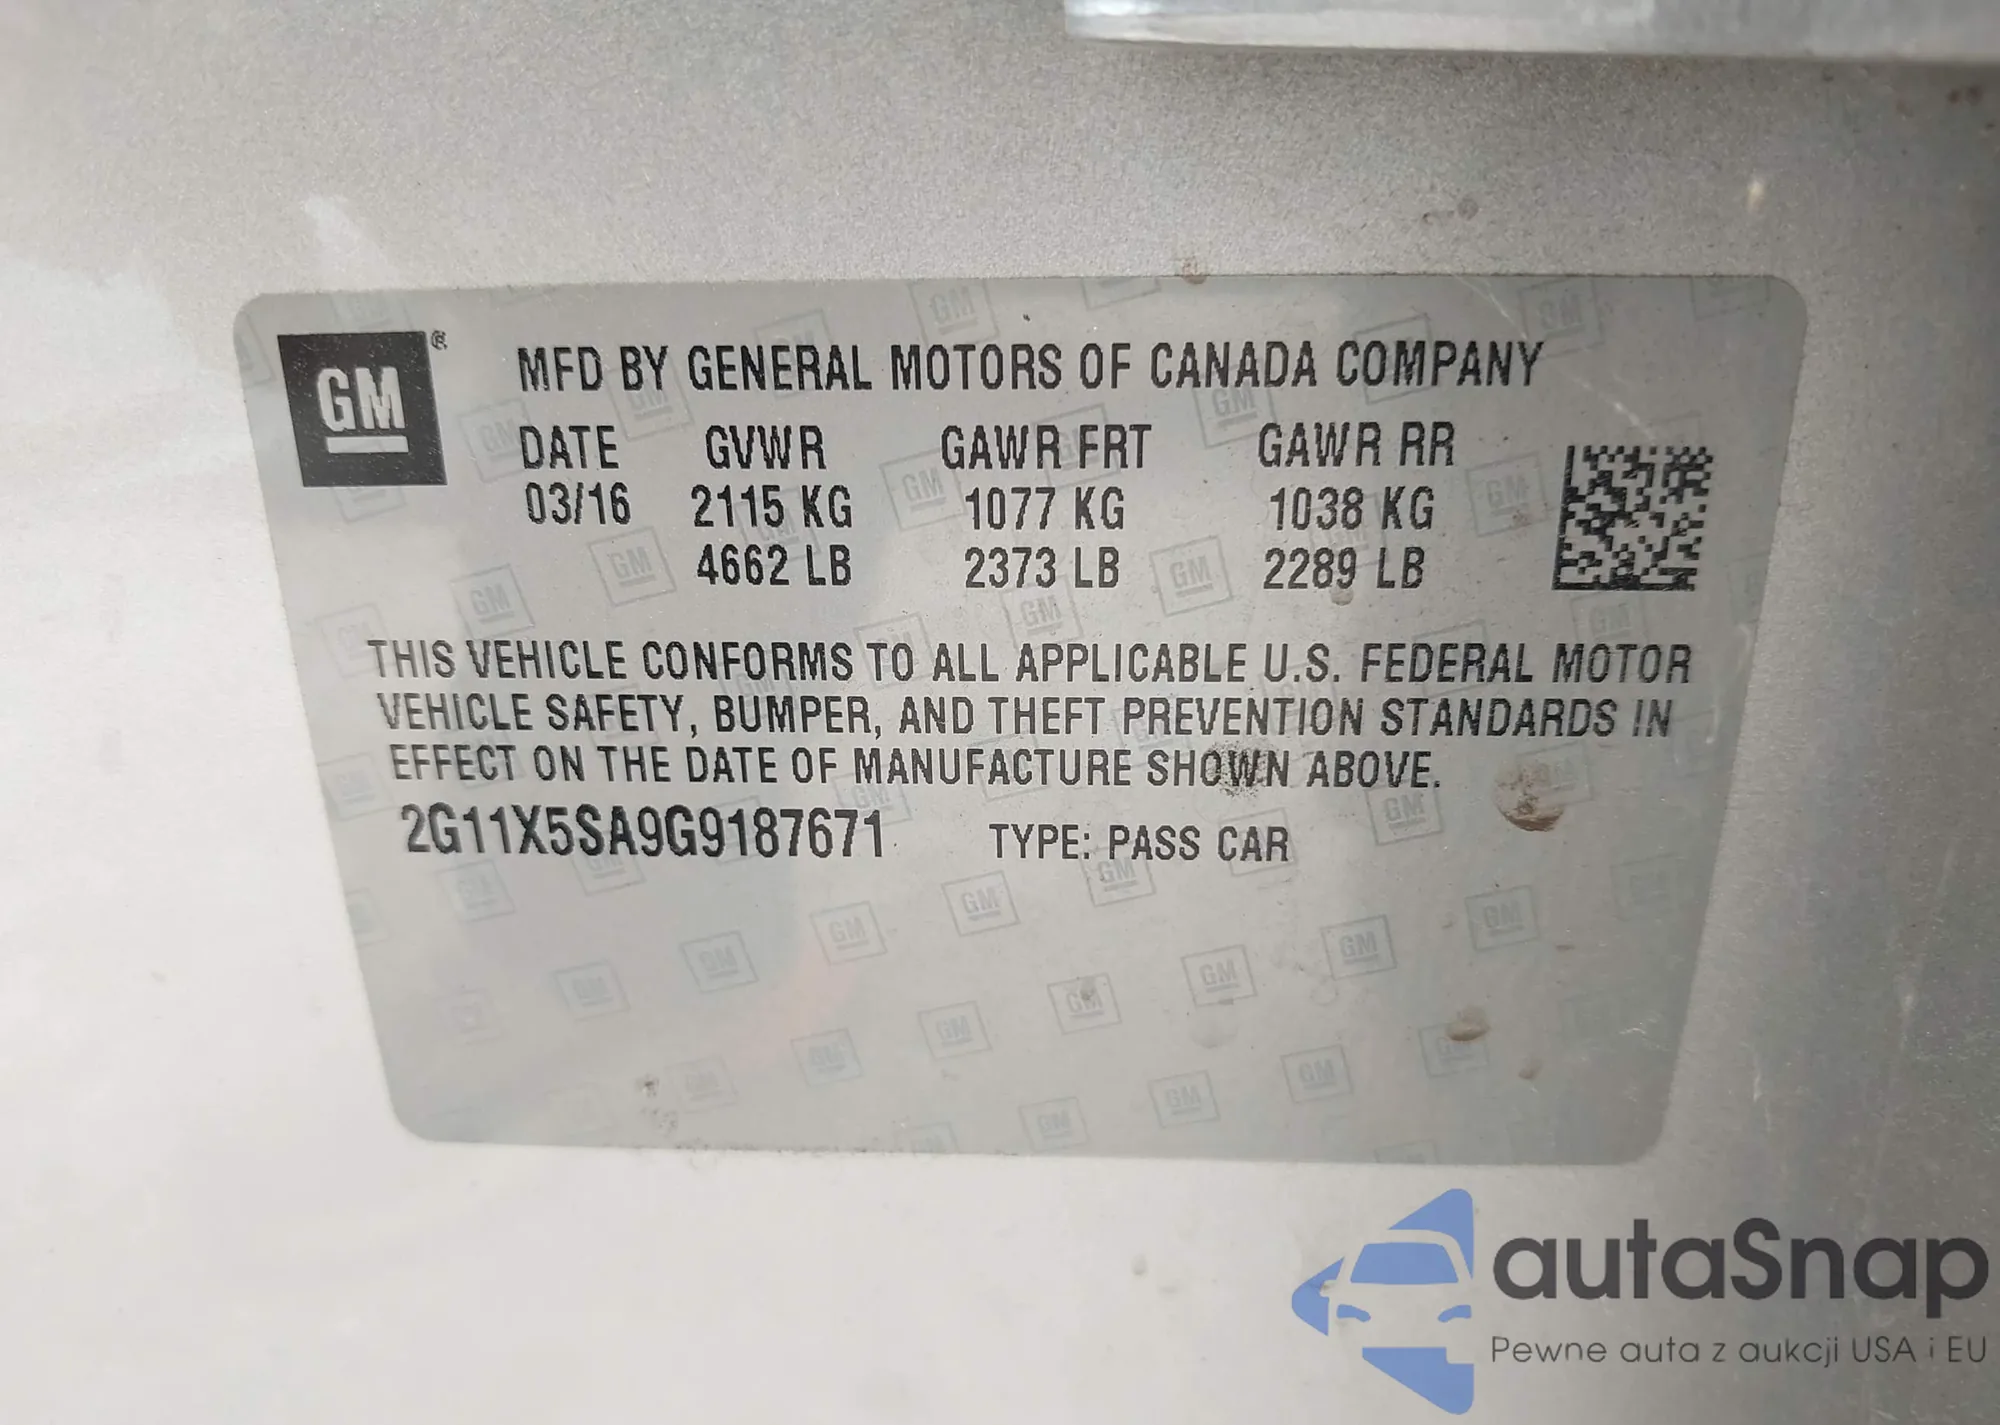 GM®
MFD BY GENERAL MOTORS OF CANADA COMPANY
DATE GVWR GAWR FRT GAWR RR
03/16 2115 KG 1077 KG 1038 KG
4662 LB 2373 LB 2289 LB
THIS VEHICLE CONFORMS TO ALL APPLICABLE U.S. FEDERAL MOTOR
VEHICLE SAFETY, BUMPER, AND THEFT PREVENTION STANDARDS IN
EFFECT ON THE DATE OF MANUFACTURE SHOWN ABOVE.
2G11X5SA9G9187671 TYPE: PASS CAR
autaSnap
Pewne auta z aukcji USA i EU